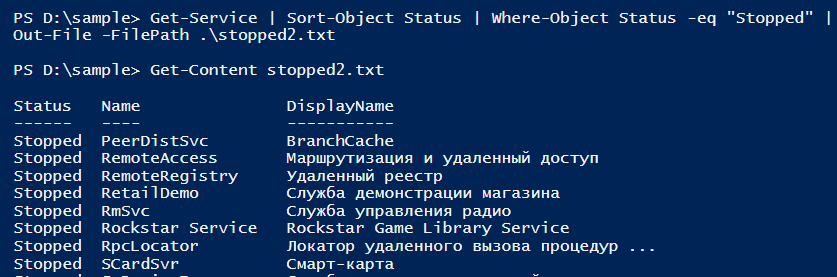 PS D:\sample> Get-Service | Sort-Object Status | Where-Object Status -eq "Stopped" |
Out-File -FilePath .\stopped2.txt
PS D:\sample> Get-Content stopped2.txt
Status   Name               DisplayName
------   ----               -----------
Stopped  PeerDistSvc        BranchCache
Stopped  RemoteAccess       Маршрутизация и удаленный доступ
Stopped  RemoteRegistry     Удаленный реестр
Stopped  RetailDemo         Служба демонстрации магазина
Stopped  RmSvc              Служба управления радио
Stopped  Rockstar Service   Rockstar Game Library Service
Stopped  RpcLocator         Локатор удаленного вызова процедур ...
Stopped  SCardSvr           Смарт-карта